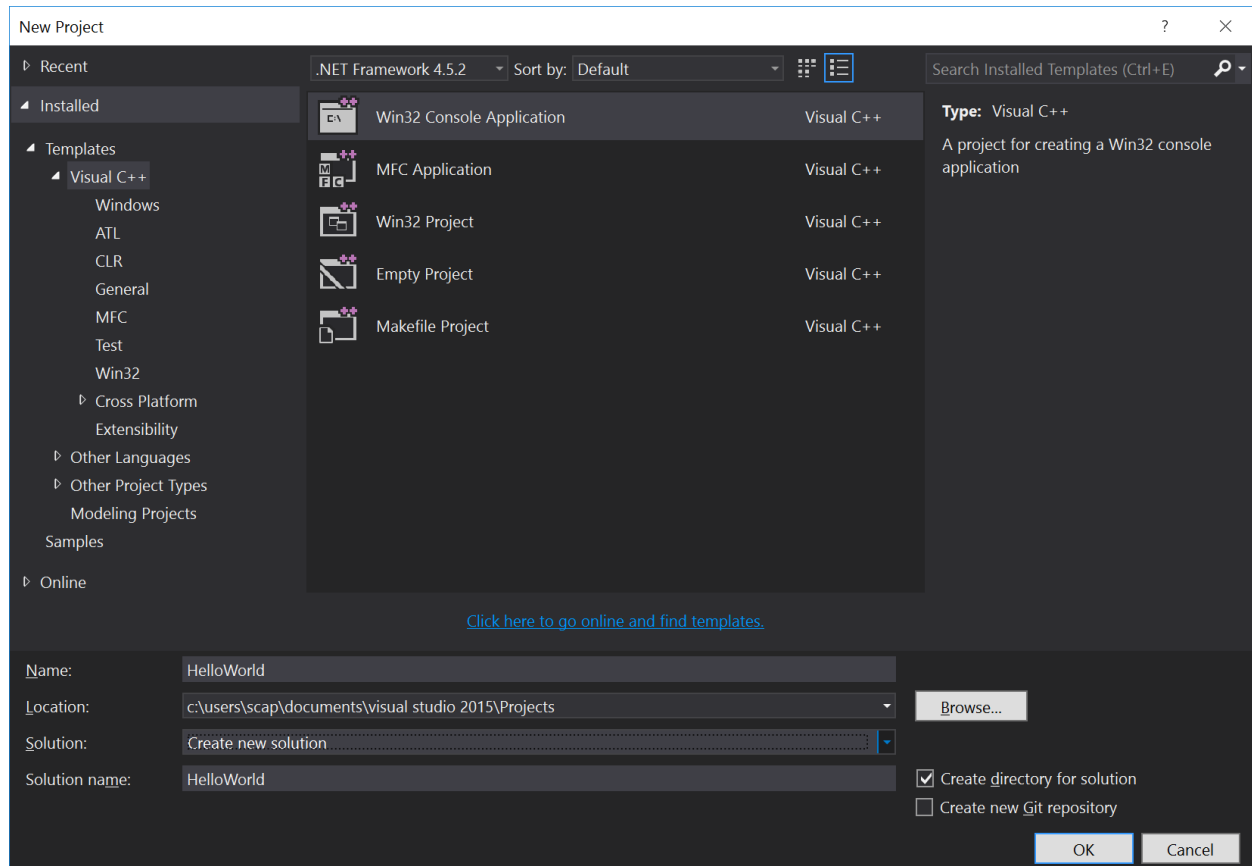 New Project
?
Recent
Installed
Templates
Visual C++
Windows
ATL
CLR
General
MFC
Test
Win32
Cross Platform
Extensibility
Other Languages
Other Project Types
Modeling Projects
Samples
Online
.NET Framework 4.5.2 Sort by: Default
C:\ Win32 Console Application Visual C++
MFC MFC Application Visual C++
Win32 Project Visual C++
Empty Project Visual C++
Makefile Project Visual C++
Click here to go online and find templates.
Search Installed Templates (Ctrl+E)
Type: Visual C++
A project for creating a Win32 console
application
Name: HelloWorld
Location: c:\users\scap\documents\visual studio 2015\Projects Browse...
Solution: Create new solution
Solution name: HelloWorld
Create directory for solution
Create new Git repository
OK Cancel